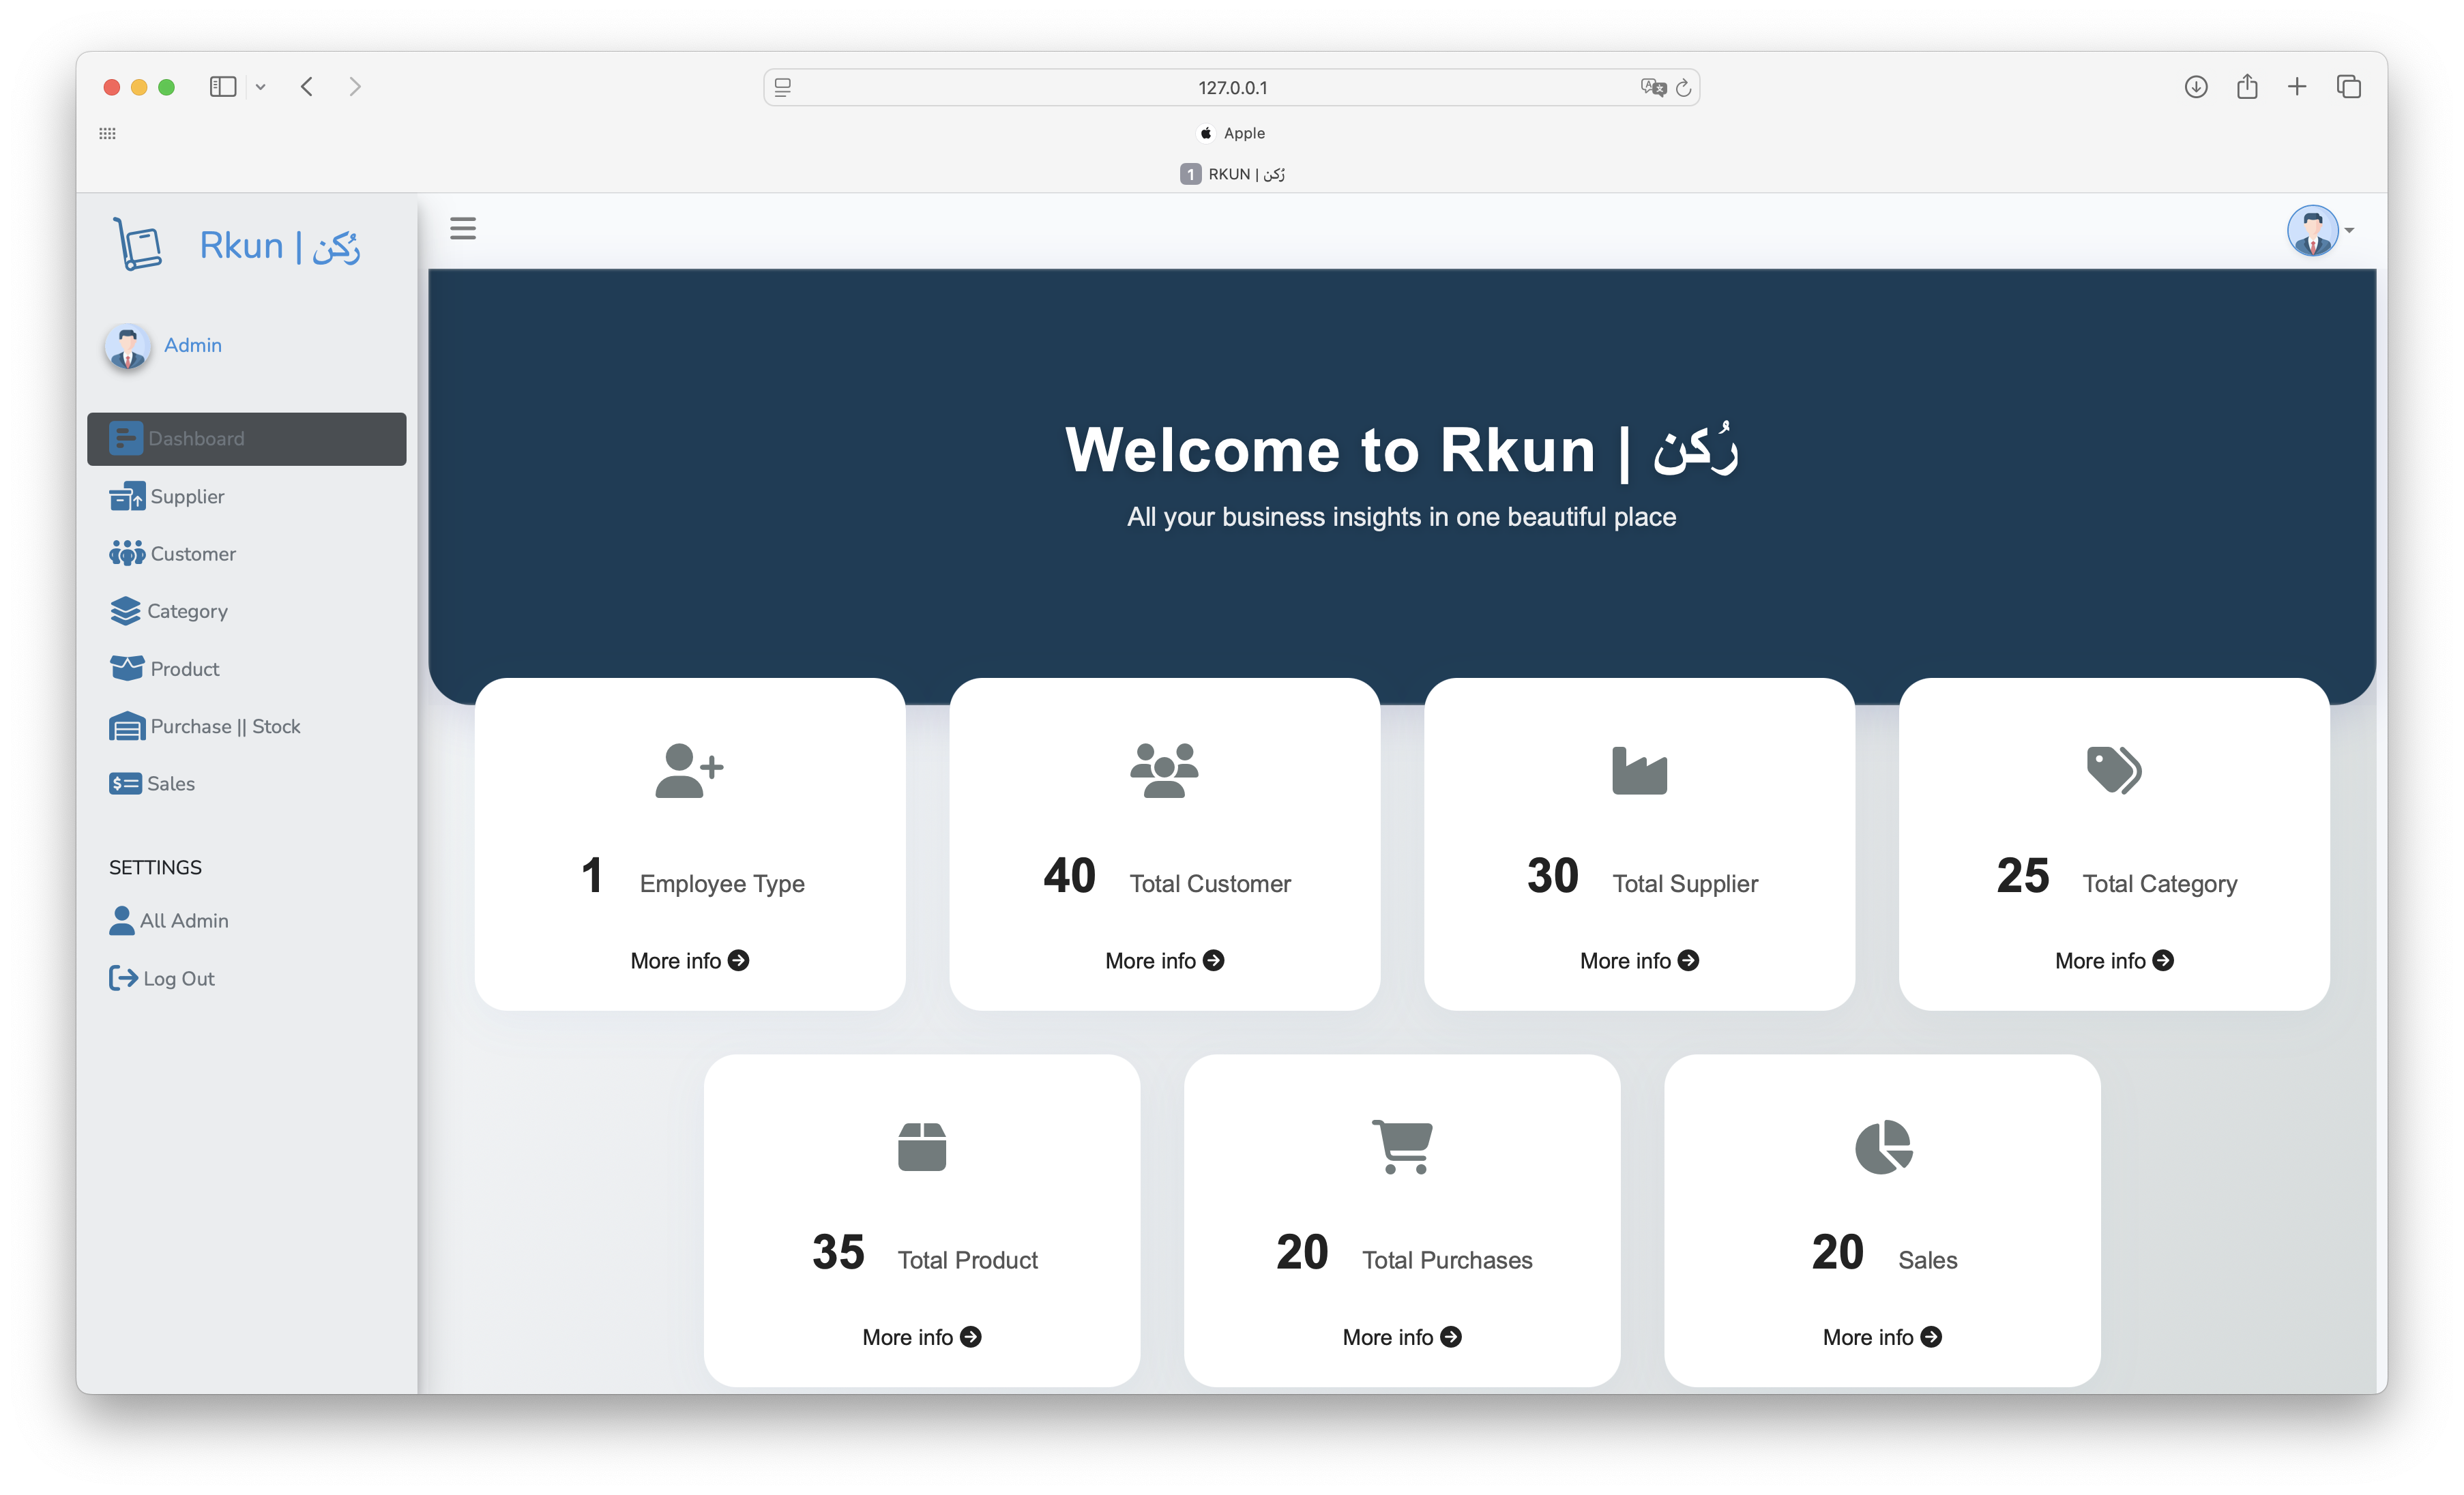 127.0.0.1
Apple
1 RKUN | رُكن
Rkun | رُكن
Admin
Dashboard
Supplier
Customer
Category
Product
Purchase || Stock
Sales
SETTINGS
All Admin
Log Out
Welcome to Rkun | رُكن
All your business insights in one beautiful place
1 Employee Type
More info
40 Total Customer
More info
30 Total Supplier
More info
25 Total Category
More info
35 Total Product
More info
20 Total Purchases
More info
20 Sales
More info